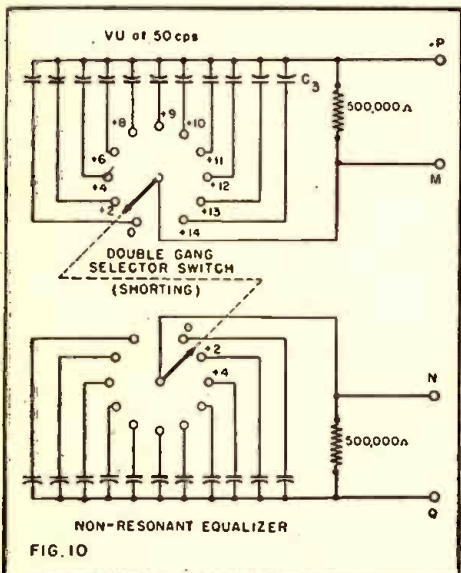 VU at 50 cps
P
C3
500,000Ω
M
+9
+8
+10
+6
+11
+4
+12
+2
+13
0
+14
DOUBLE GANG
SELECTOR SWITCH
(SHORTING)
0
+2
+4
N
500,000Ω
Q
NON-RESONANT EQUALIZER
FIG. 10